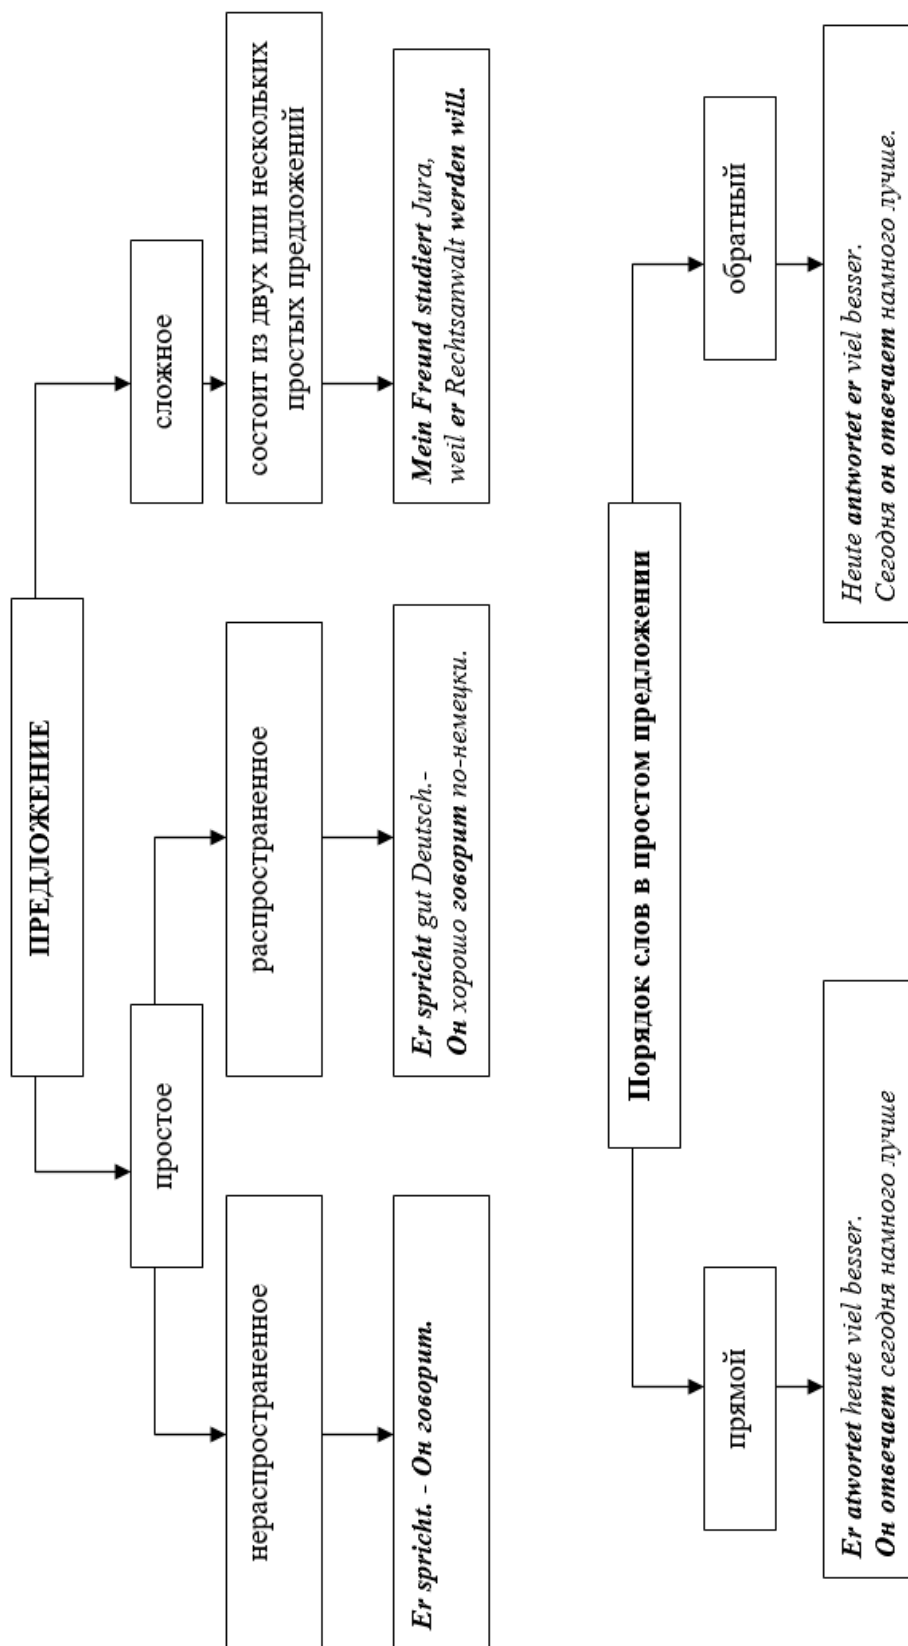 ПРЕДЛОЖЕНИЕ
простое
сложное
нераспространенное
распространенное
состоит из двух или нескольких
простых предложений
Er spricht. - Он говорит.
Er spricht gut Deutsch.-
Он хорошо говорит по-немецки.
Mein Freund studiert Jura,
weil er Rechtsanwalt werden will.
Порядок слов в простом предложении
прямой
обратный
Er atwortet heute viel besser.
Он отвечает сегодня намного лучше
Heute antwortet er viel besser.
Сегодня он отвечает намного лучше.